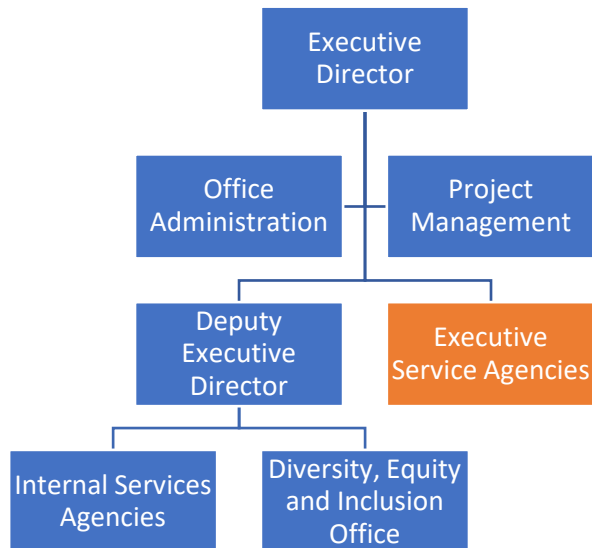 Executive
Director
Office
Administration
Project
Management
Deputy
Executive
Director
Executive
Service Agencies
Internal Services
Agencies
Diversity, Equity
and Inclusion
Office